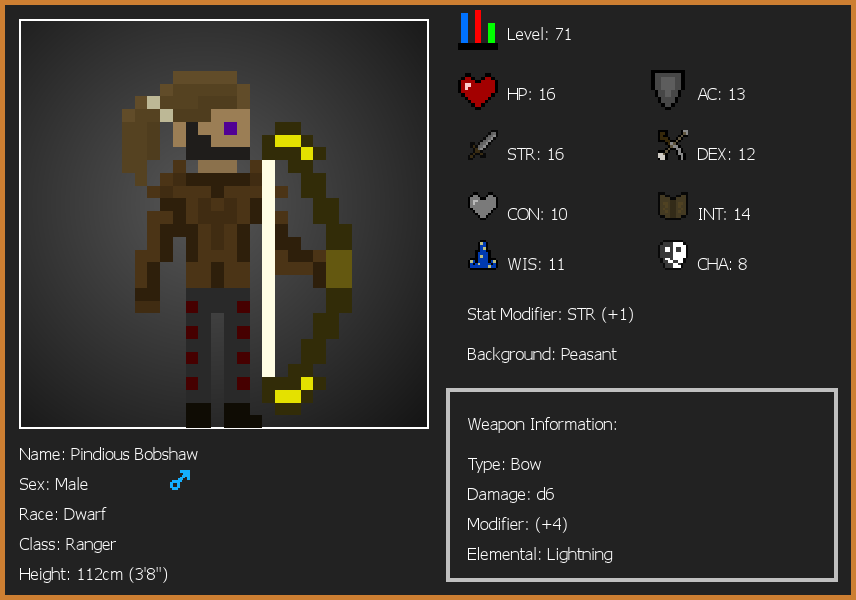 Level: 71
HP: 16
AC: 13
STR: 16
DEX: 12
CON: 10
INT: 14
WIS: 11
CHA: 8
Stat Modifier: STR (+1)
Background: Peasant
Weapon Information:
Type: Bow
Damage: d6
Modifier: (+4)
Elemental: Lightning
Name: Pindious Bobshaw
Sex: Male
Race: Dwarf
Class: Ranger
Height: 112cm (3'8")